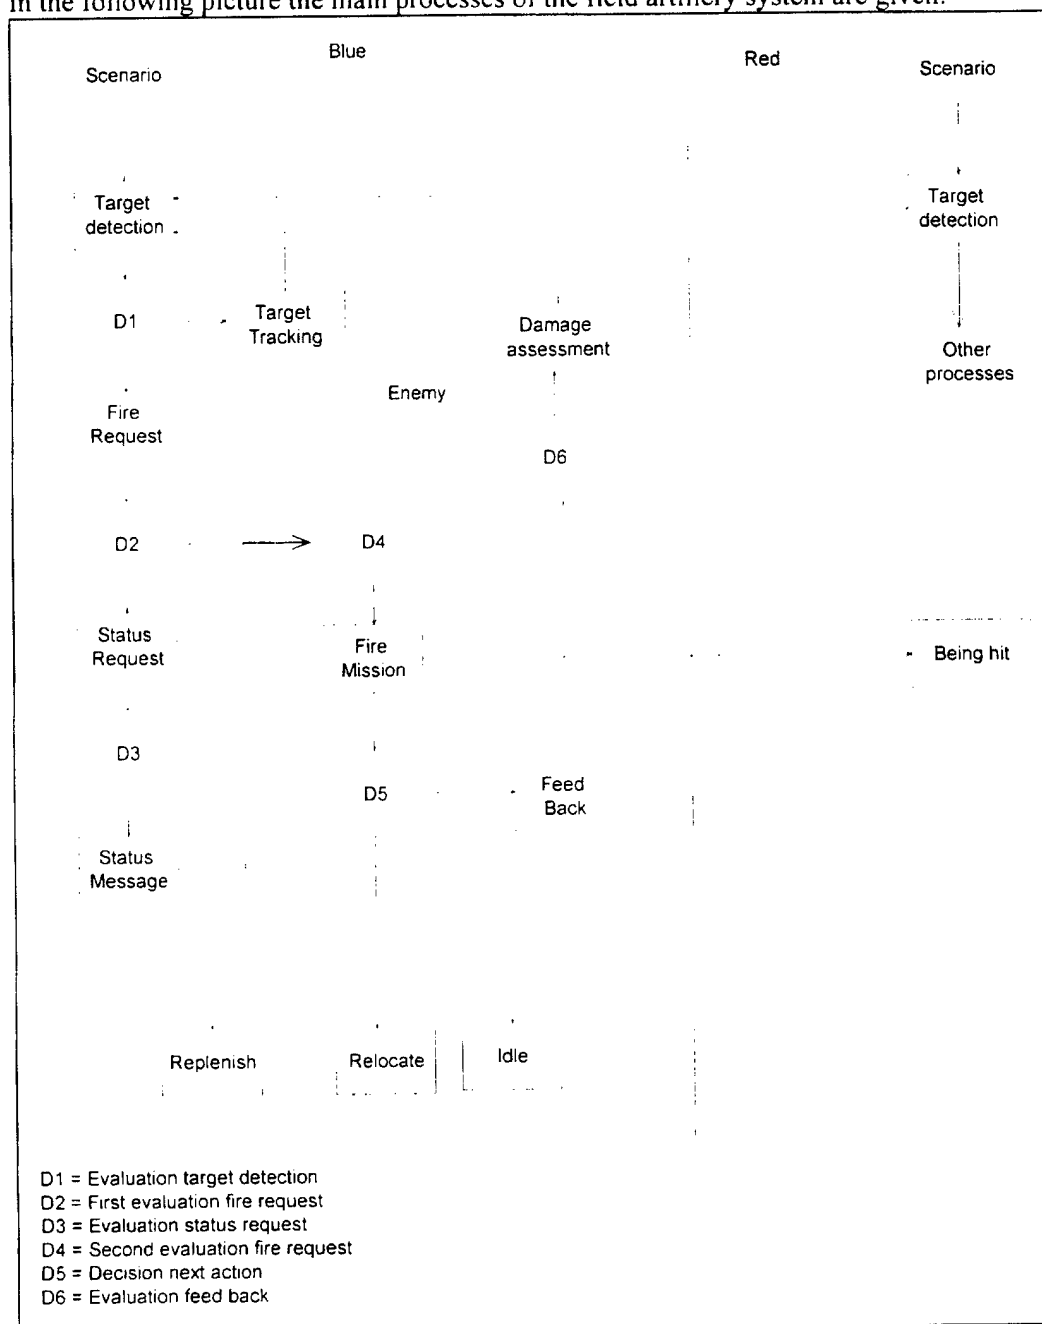 in the following picture the main processes of the field artillery system are given.
Blue
Red
Scenario
Scenario
Target
detection
Target
detection
D1
Target
Tracking
Damage
assessment
Other
processes
Enemy
Fire
Request
D6
D2
D4
Status
Request
Fire
Mission
Being hit
D3
D5
Feed
Back
Status
Message
Replenish
Relocate
Idle
D1 = Evaluation target detection
D2 = First evaluation fire request
D3 = Evaluation status request
D4 = Second evaluation fire request
D5 = Decision next action
D6 = Evaluation feed back